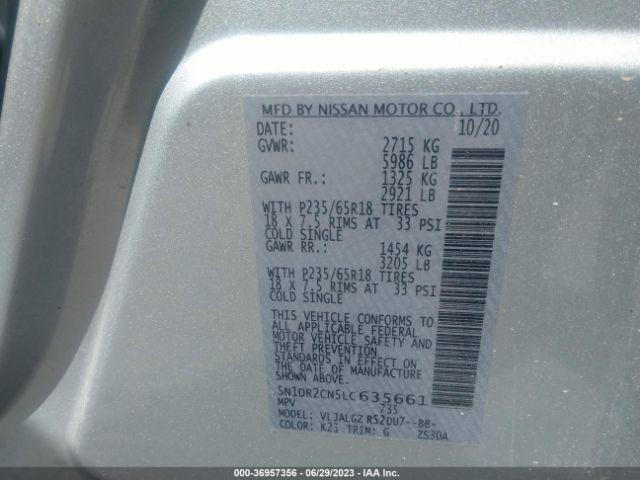 MFD BY NISSAN MOTOR CO., LTD.
DATE: 10/20
GVWR: 2715 KG
5986 LB
GAWR FR.: 1325 KG
2921 LB
WITH P235/65R18 TIRES
18 X 7.5 RIMS AT 33 PSI
COLD SINGLE
GAWR RR.: 1454 KG
3205 LB
WITH P235/65R18 TIRES
18 X 7.5 RIMS AT 33 PSI
COLD SINGLE
THIS VEHICLE CONFORMS TO
ALL APPLICABLE FEDERAL
MOTOR VEHICLE SAFETY AND
THEFT PREVENTION
STANDARDS IN EFFECT ON
THE DATE OF MANUFACTURE
SHOWN ABOVE.
5N1DR2CN5LC635661
MPV 735
MODEL: VLJALGZ R52DU7--BB-
COLOR: K23 TRIM: G ZS30A
000-36957356 | 06/29/2023 | IAAI.COM